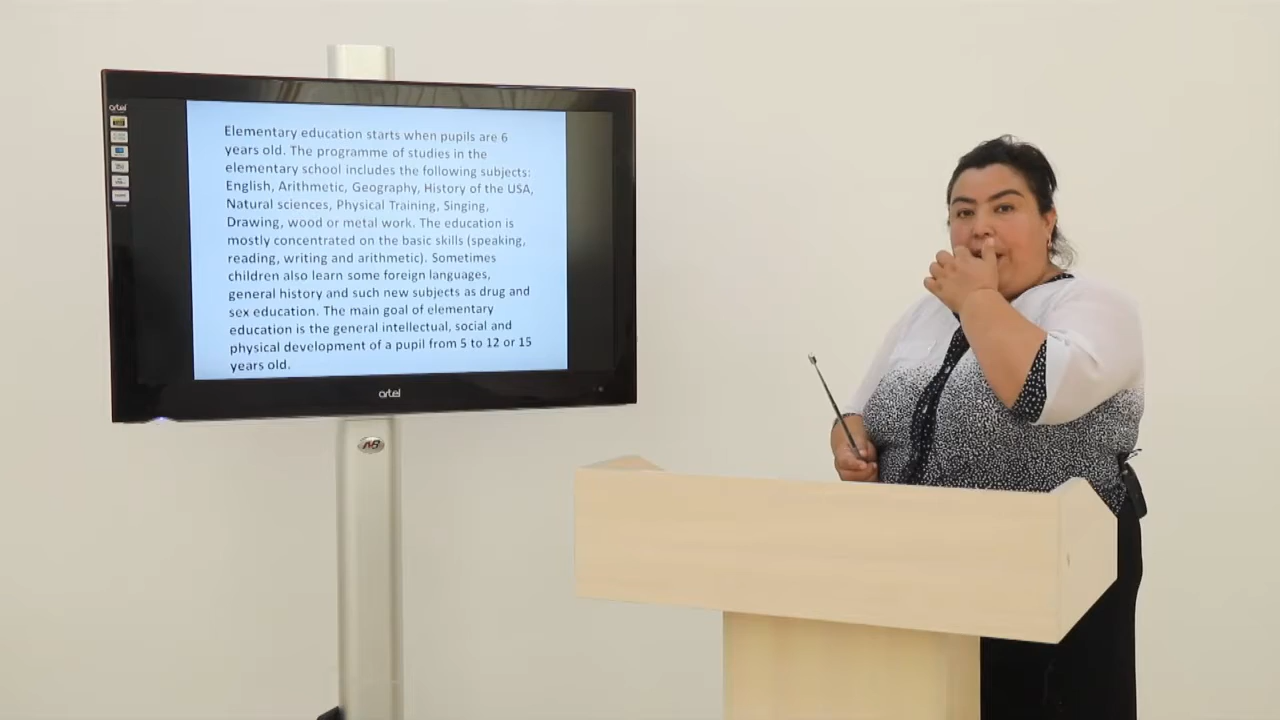 artel
Elementary education starts when pupils are 6
years old. The programme of studies in the
elementary school includes the following subjects:
English, Arithmetic, Geography, History of the USA,
Natural sciences, Physical Training, Singing,
Drawing, wood or metal work. The education is
mostly concentrated on the basic skills (speaking,
reading, writing and arithmetic). Sometimes
children also learn some foreign languages,
general history and such new subjects as drug and
sex education. The main goal of elementary
education is the general intellectual, social and
physical development of a pupil from 5 to 12 or 15
years old.
artel